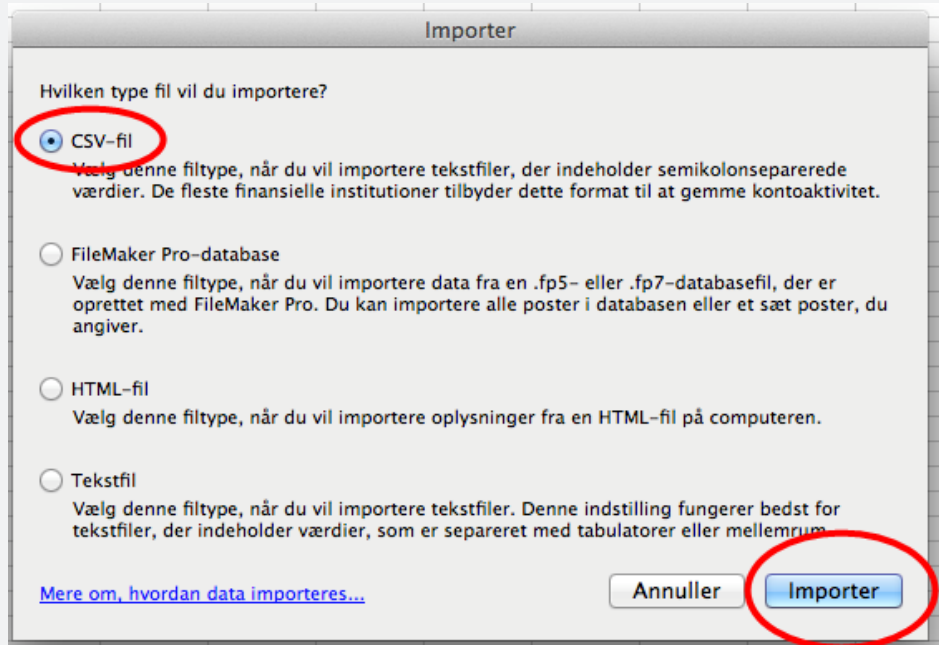 Importer
Hvilken type fil vil du importere?
CSV-fil
Vælg denne filtype, når du vil importere tekstfiler, der indeholder semikolonseparerede
værdier. De fleste finansielle institutioner tilbyder dette format til at gemme kontoaktivitet.
FileMaker Pro-database
Vælg denne filtype, når du vil importere data fra en .fp5- eller .fp7-databasefil, der er
oprettet med FileMaker Pro. Du kan importere alle poster i databasen eller et sæt poster, du
angiver.
HTML-fil
Vælg denne filtype, når du vil importere oplysninger fra en HTML-fil på computeren.
Tekstfil
Vælg denne filtype, når du vil importere tekstfiler. Denne indstilling fungerer bedst for
tekstfiler, der indeholder værdier, som er separeret med tabulatorer eller mellemrum.
Mere om, hvordan data importeres...
Annuller
Importer